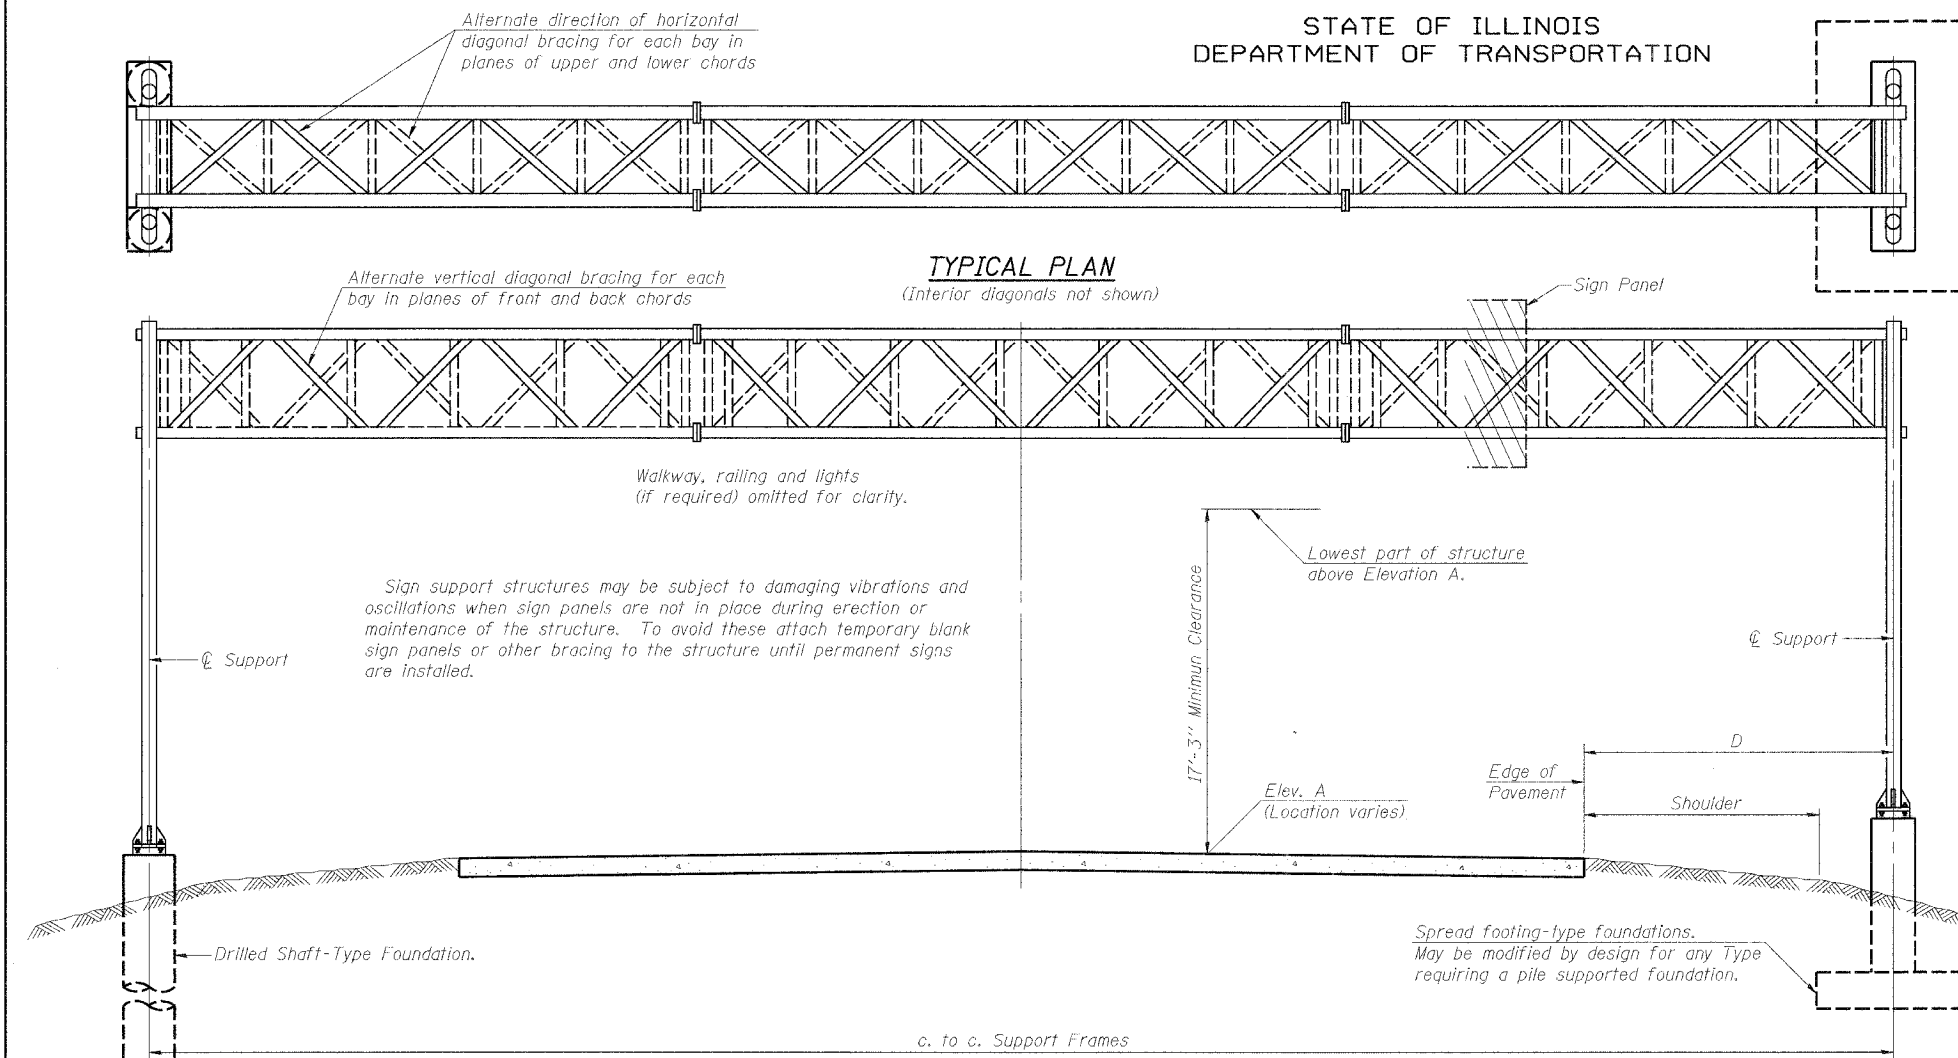 Alternate direction of horizontal
diagonal bracing for each bay in
planes of upper and lower chords
STATE OF ILLINOIS
DEPARTMENT OF TRANSPORTATION
TYPICAL PLAN
(Interior diagonals not shown)
Alternate vertical diagonal bracing for each
bay in planes of front and back chords
Sign Panel
Walkway, railing and lights
(if required) omitted for clarity.
Lowest part of structure
above Elevation A.
Sign support structures may be subject to damaging vibrations and
oscillations when sign panels are not in place during erection or
maintenance of the structure. To avoid these attach temporary blank
sign panels or other bracing to the structure until permanent signs
are installed.
℄ Support
17'-3" Minimun Clearance
℄ Support
D
Edge of
Pavement
Shoulder
Elev. A
(Location varies)
Drilled Shaft-Type Foundation.
Spread footing-type foundations.
May be modified by design for any Type
requiring a pile supported foundation.
c. to c. Support Frames